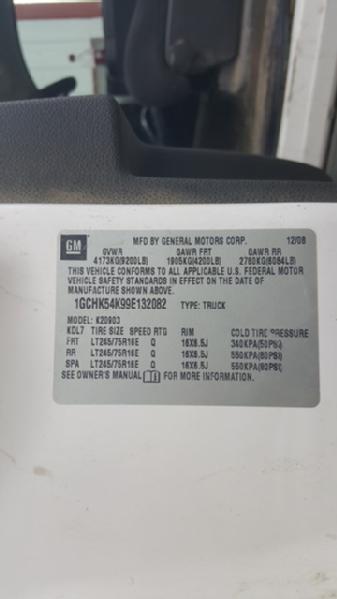 GM MFD BY GENERAL MOTORS CORP. 12/08
GVWR GAWR FRT GAWR RR
4173KG(9200LB) 1905KG(4200LB) 2760KG(6084LB)
THIS VEHICLE CONFORMS TO ALL APPLICABLE U.S. FEDERAL MOTOR
VEHICLE SAFETY STANDARDS IN EFFECT ON THE DATE OF
MANUFACTURE SHOWN ABOVE.
1GCHK54K99E132082 TYPE: TRUCK
MODEL: K20903
KDL7 TIRE SIZE SPEED RTG RIM COLD TIRE PRESSURE
FRT LT245/75R16E Q 16X6.5J 340KPA(50PSI)
RR LT245/75R16E Q 16X6.5J 550KPA(80PSI)
SPA LT245/75R16E Q 16X6.5J 550KPA(80PSI)
SEE OWNER'S MANUAL FOR MORE INFORMATION.